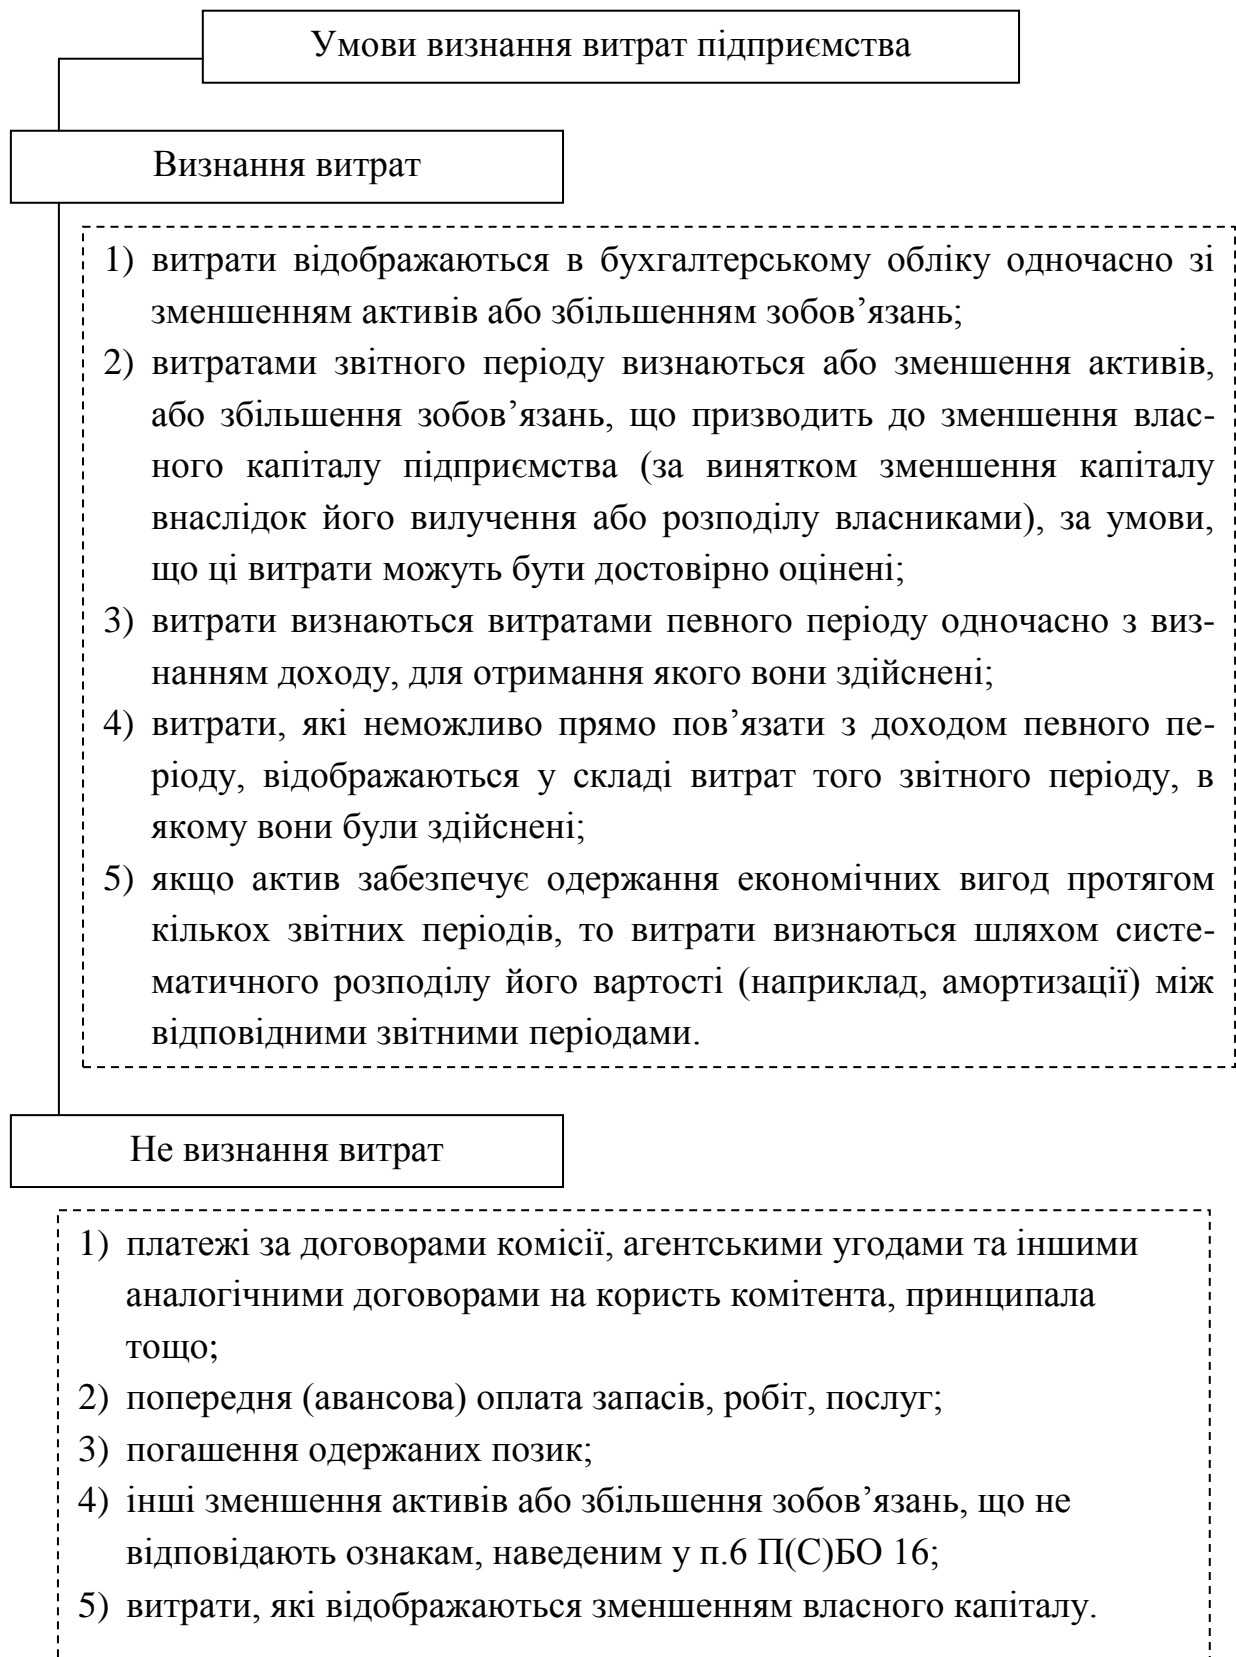 Умови визнання витрат підприємства
Визнання витрат
1) витрати відображаються в бухгалтерському обліку одночасно зі
зменшенням активів або збільшенням зобов’язань;
2) витратами звітного періоду визнаються або зменшення активів,
або збільшення зобов’язань, що призводить до зменшення влас-
ного капіталу підприємства (за винятком зменшення капіталу
внаслідок його вилучення або розподілу власниками), за умови,
що ці витрати можуть бути достовірно оцінені;
3) витрати визнаються витратами певного періоду одночасно з виз-
нанням доходу, для отримання якого вони здійснені;
4) витрати, які неможливо прямо пов’язати з доходом певного пе-
ріоду, відображаються у складі витрат того звітного періоду, в
якому вони були здійснені;
5) якщо актив забезпечує одержання економічних вигод протягом
кількох звітних періодів, то витрати визнаються шляхом систе-
матичного розподілу його вартості (наприклад, амортизації) між
відповідними звітними періодами.
Не визнання витрат
1) платежі за договорами комісії, агентськими угодами та іншими
аналогічними договорами на користь комітента, принципала
тощо;
2) попередня (авансова) оплата запасів, робіт, послуг;
3) погашення одержаних позик;
4) інші зменшення активів або збільшення зобов’язань, що не
відповідають ознакам, наведеним у п.6 П(С)БО 16;
5) витрати, які відображаються зменшенням власного капіталу.